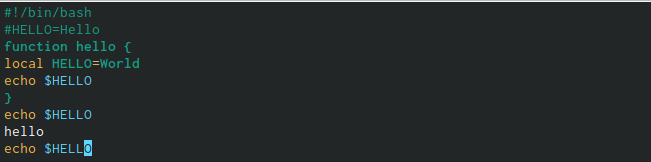 #!/bin/bash
#HELLO=Hello
function hello {
local HELLO=World
echo $HELLO
}
echo $HELLO
hello
echo $HELLO